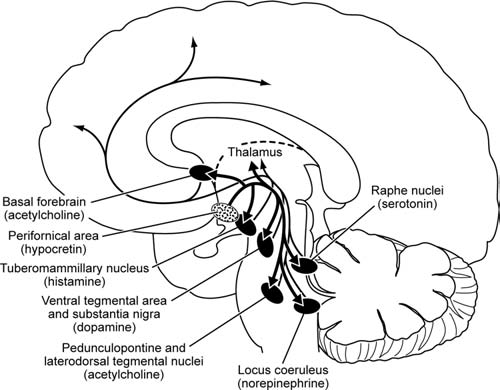 Thalamus
Basal forebrain
(acetylcholine)
Perifornical area
(hypocretin)
Tuberomammillary nucleus
(histamine)
Ventral tegmental area
and substantia nigra
(dopamine)
Pedunculopontine and
laterodorsal tegmental nuclei
(acetylcholine)
Raphe nuclei
(serotonin)
Locus coeruleus
(norepinephrine)